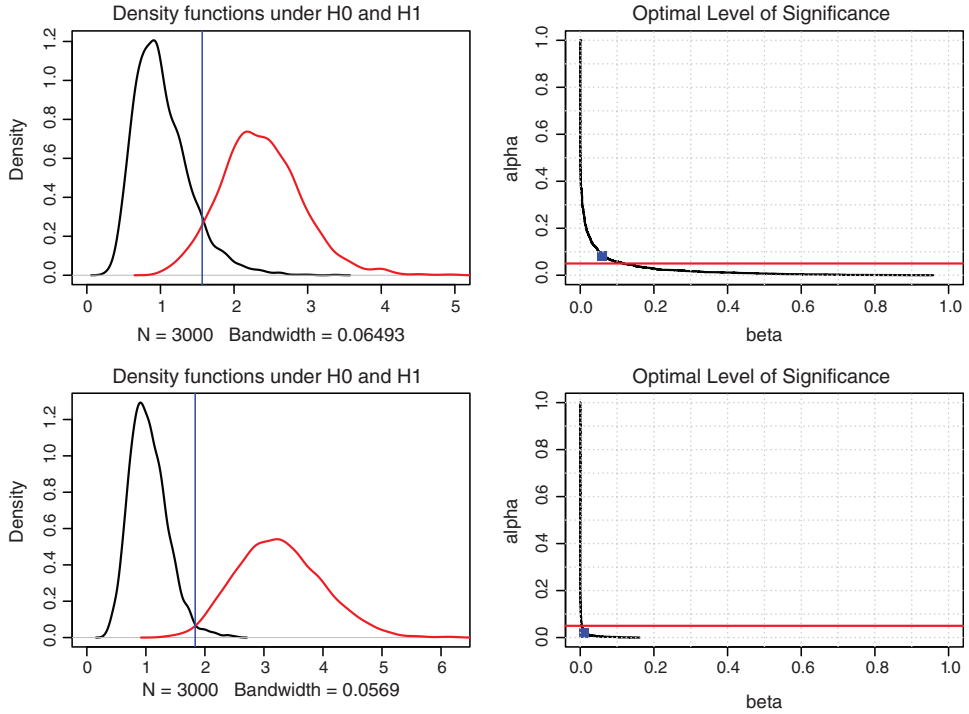 Density functions under H0 and H1
Density
0.0 0.2 0.4 0.6 0.8 1.0 1.2
0 1 2 3 4 5
N = 3000 Bandwidth = 0.06493
Optimal Level of Significance
alpha
0.0 0.2 0.4 0.6 0.8 1.0
0.0 0.2 0.4 0.6 0.8 1.0
beta
Density functions under H0 and H1
Density
0.0 0.2 0.4 0.6 0.8 1.0 1.2
0 1 2 3 4 5 6
N = 3000 Bandwidth = 0.0569
Optimal Level of Significance
alpha
0.0 0.2 0.4 0.6 0.8 1.0
0.0 0.2 0.4 0.6 0.8 1.0
beta